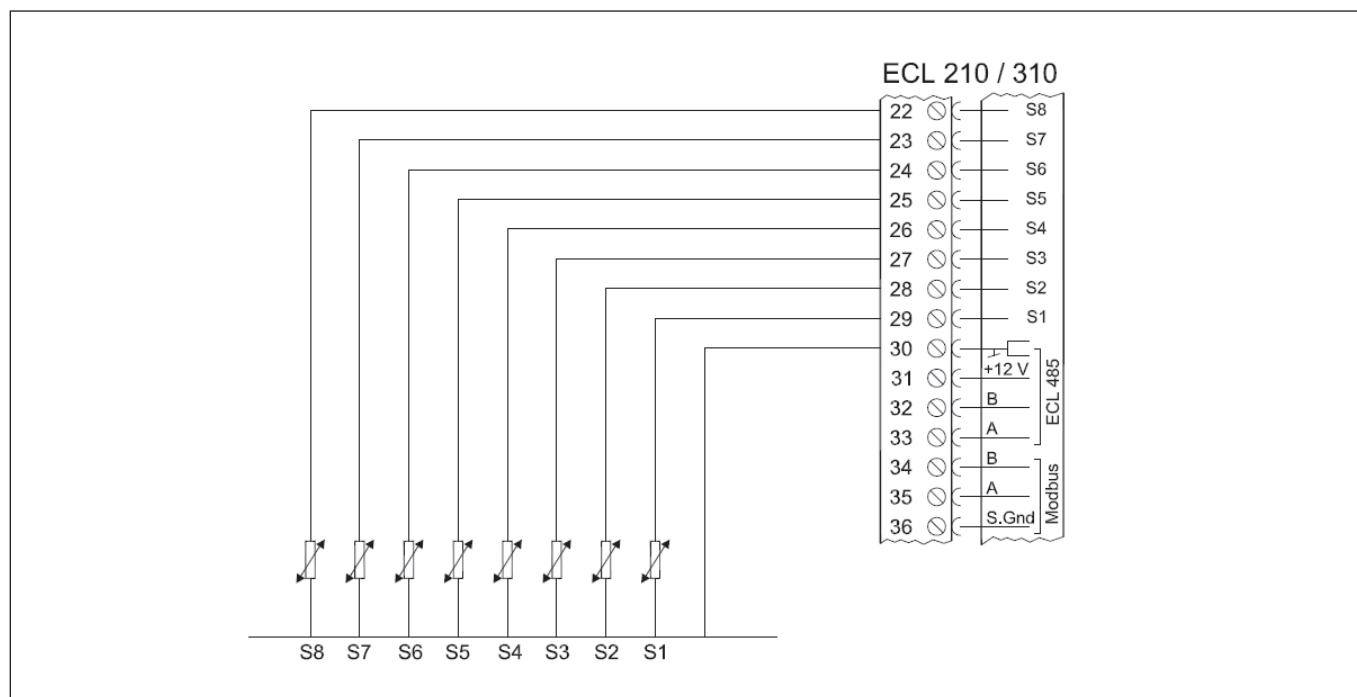 ECL 210 / 310
22 S8
23 S7
24 S6
25 S5
26 S4
27 S3
28 S2
29 S1
30
31 +12 V
32 B
33 A
ECL 485
34 B
35 A
36 S.Gnd
Modbus
S8 S7 S6 S5 S4 S3 S2 S1